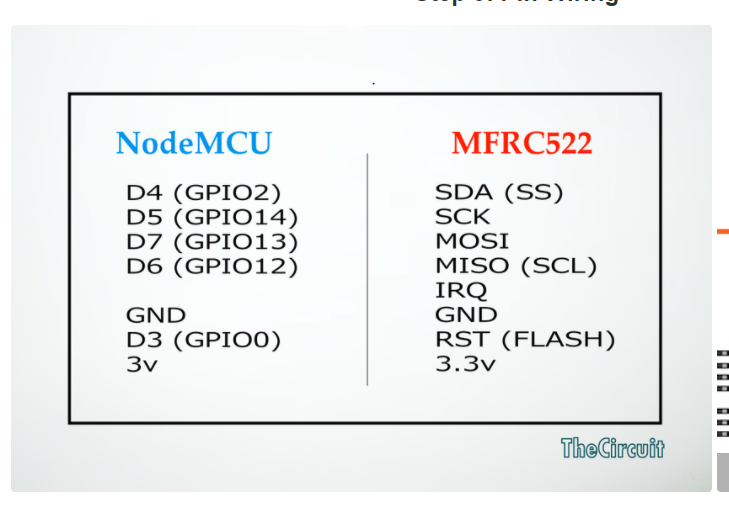 NodeMCU
D4 (GPIO2)
D5 (GPIO14)
D7 (GPIO13)
D6 (GPIO12)
GND
D3 (GPIO0)
3v
MFRC522
SDA (SS)
SCK
MOSI
MISO (SCL)
IRQ
GND
RST (FLASH)
3.3v
TheCircuit